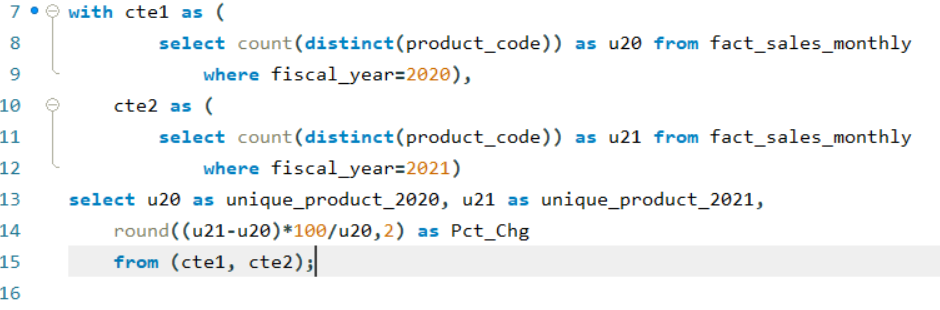 7 with cte1 as (
8 select count(distinct(product_code)) as u20 from fact_sales_monthly
9 where fiscal_year=2020),
10 cte2 as (
11 select count(distinct(product_code)) as u21 from fact_sales_monthly
12 where fiscal_year=2021)
13 select u20 as unique_product_2020, u21 as unique_product_2021,
14 round((u21-u20)*100/u20,2) as Pct_Chg
15 from (cte1, cte2);
16